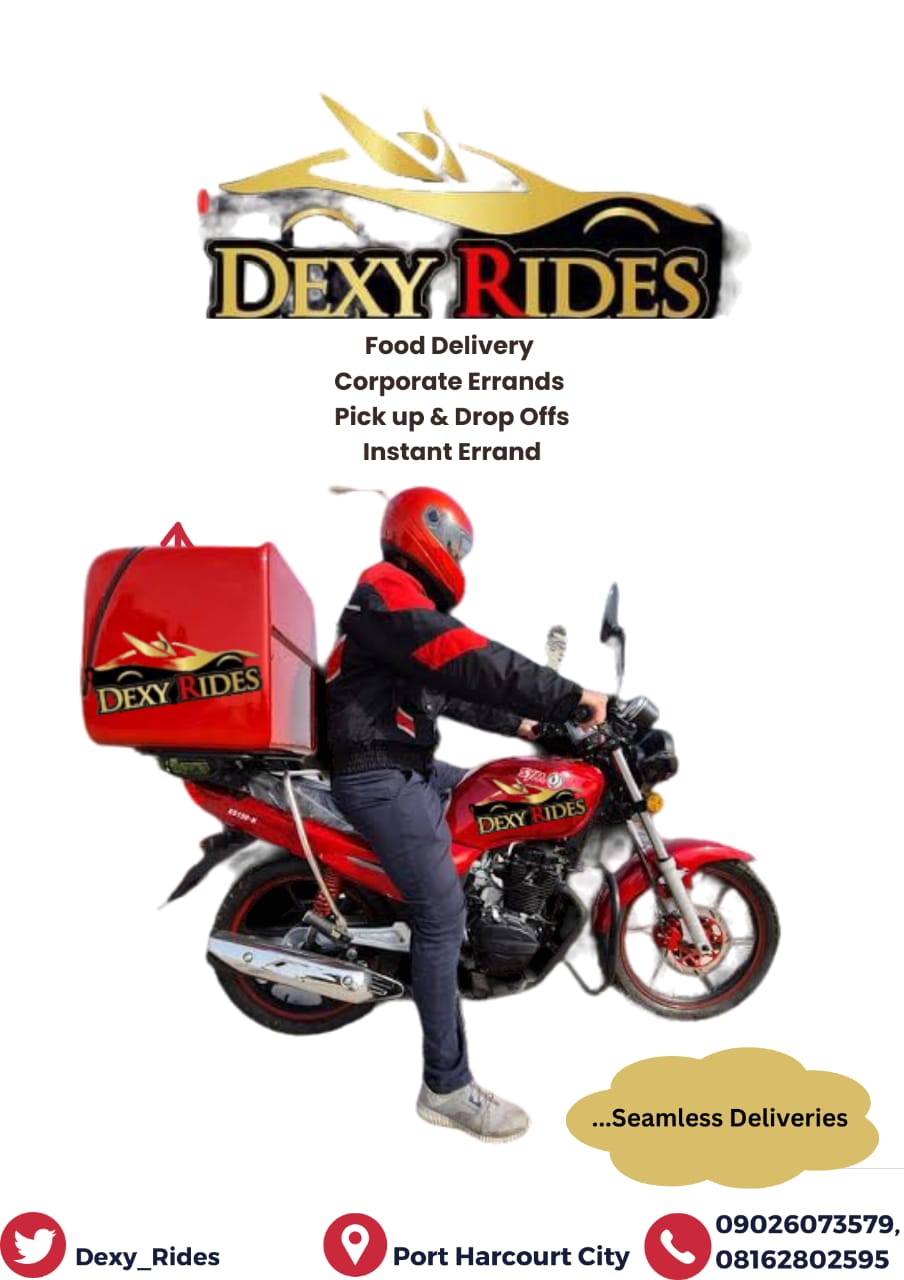 DEXY RIDES
Food Delivery
Corporate Errands
Pick up & Drop Offs
Instant Errand
DEXY RIDES
DEXY RIDES
...Seamless Deliveries
Dexy_Rides
Port Harcourt City
09026073579,
08162802595